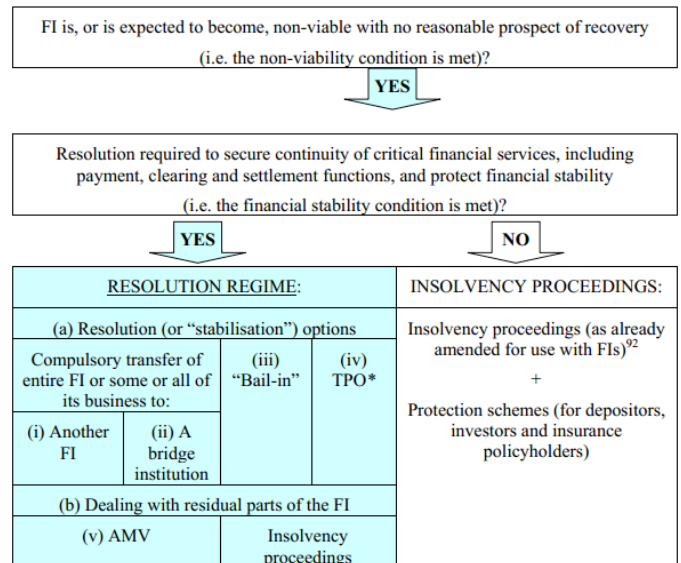 FI is, or is expected to become, non-viable with no reasonable prospect of recovery
(i.e. the non-viability condition is met)?
YES
Resolution required to secure continuity of critical financial services, including
payment, clearing and settlement functions, and protect financial stability
(i.e. the financial stability condition is met)?
YES
NO
RESOLUTION REGIME:
(a) Resolution (or “stabilisation”) options
Compulsory transfer of
entire FI or some or all of
its business to:
(i) Another
FI
(ii) A
bridge
institution
(iii)
“Bail-in”
(iv)
TPO*
(b) Dealing with residual parts of the FI
(v) AMV
Insolvency
proceedings
INSOLVENCY PROCEEDINGS:
Insolvency proceedings (as already
amended for use with FIs)92
+
Protection schemes (for depositors,
investors and insurance
policyholders)